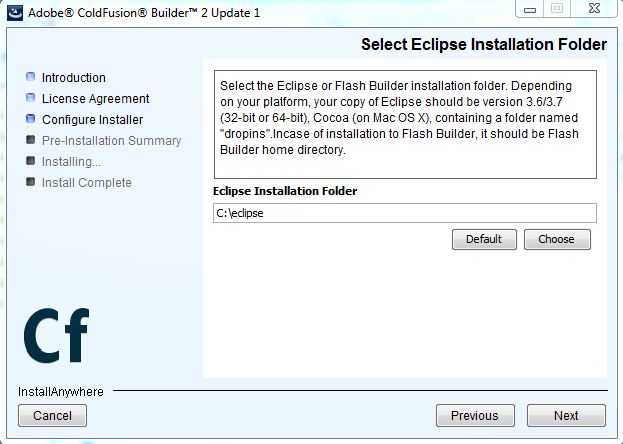 Adobe® ColdFusion® Builder™ 2 Update 1
Select Eclipse Installation Folder
Introduction
License Agreement
Configure Installer
Pre-Installation Summary
Installing...
Install Complete
Select the Eclipse or Flash Builder installation folder. Depending
on your platform, your copy of Eclipse should be version 3.6/3.7
(32-bit or 64-bit), Cocoa (on Mac OS X), containing a folder named
"dropins".Incase of installation to Flash Builder, it should be Flash
Builder home directory.
Eclipse Installation Folder
C:\eclipse
Default
Choose
Cf
InstallAnywhere
Cancel
Previous
Next